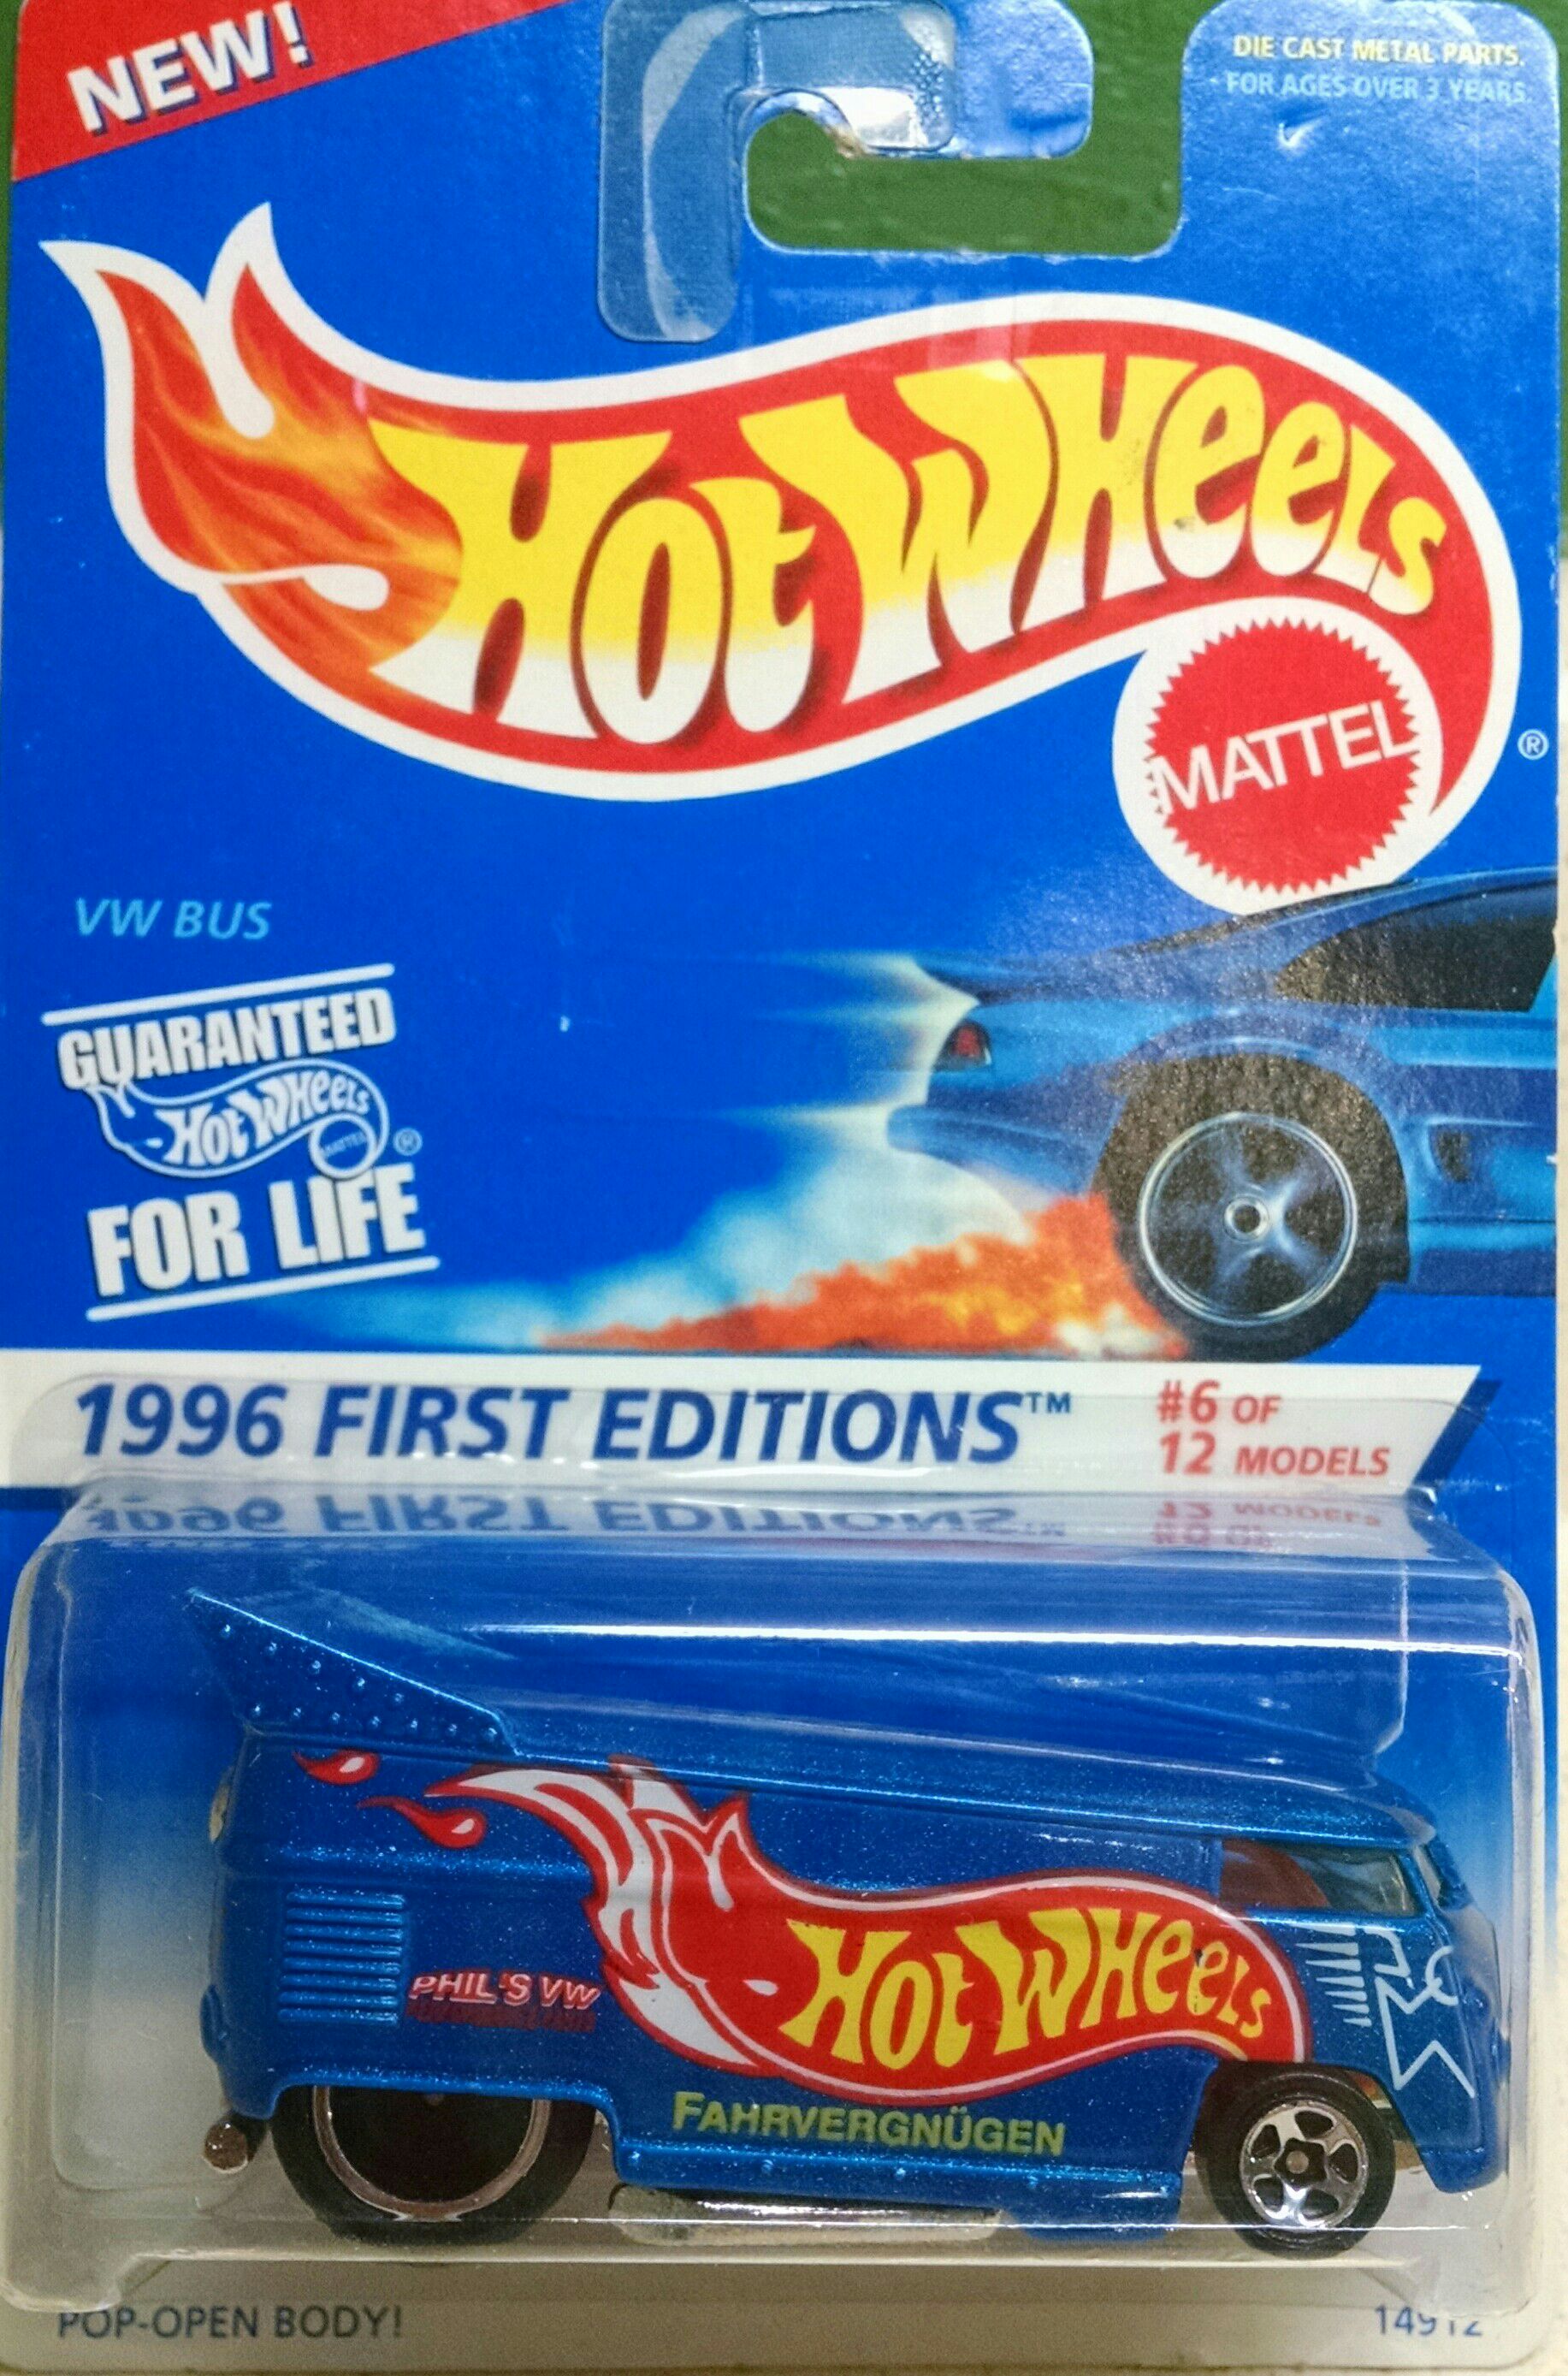 NEW!
DIE CAST METAL PARTS.
FOR AGES OVER 3 YEARS
HOT WHEELS
MATTEL
®
VW BUS
GUARANTEED
HOT WHEELS
MATTEL
®
FOR LIFE
1996 FIRST EDITIONS™
#6 OF
12 MODELS
HOT WHEELS
PHIL'S VW
FAHRVERGNÜGEN
POP-OPEN BODY!
14912